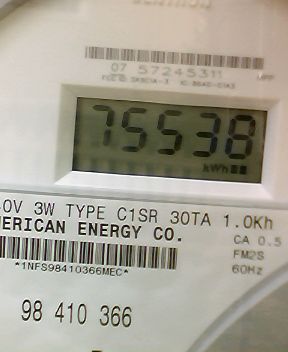 07 57245311
75538
kWh
0V 3W TYPE C1SR 30TA 1.0Kh
ERICAN ENERGY CO.
CA 0.5
FM2S
60Hz
*1NFS98410366MEC*
98 410 366